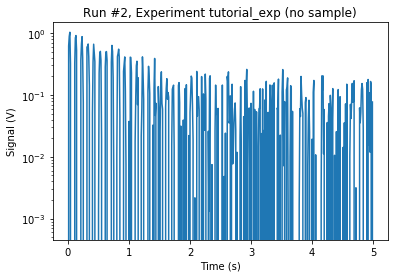 Run #2, Experiment tutorial_exp (no sample)
10⁰
10⁻¹
10⁻²
10⁻³
Signal (V)
0 1 2 3 4 5
Time (s)